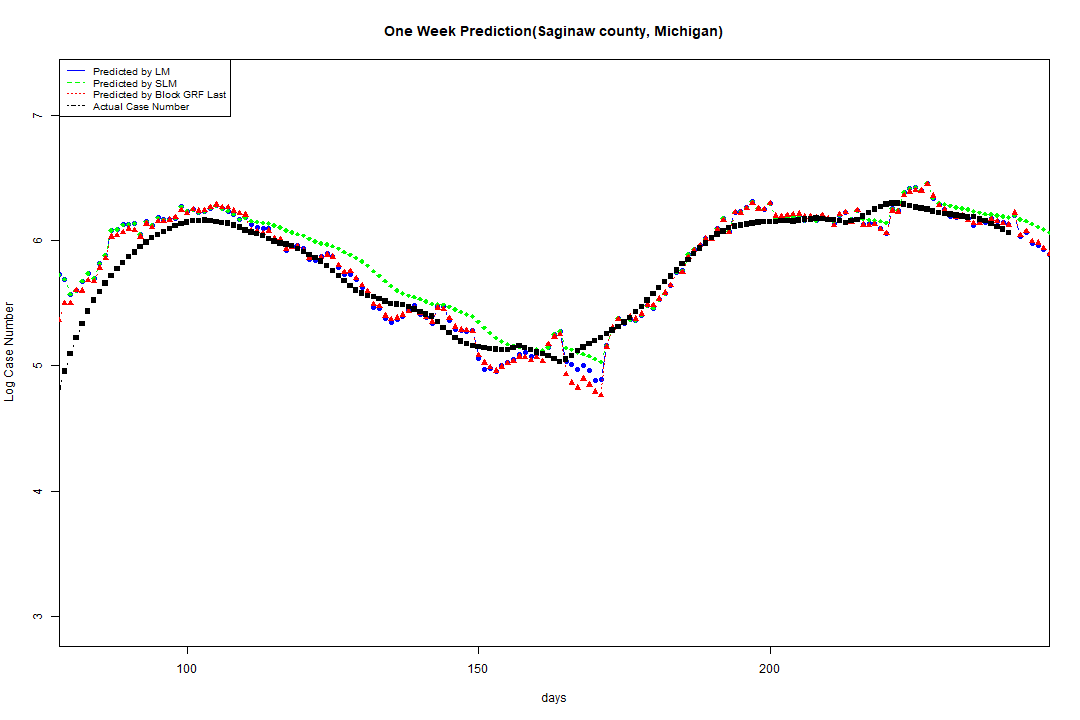 One Week Prediction(Saginaw county, Michigan)
Predicted by LM
Predicted by SLM
Predicted by Block GRF Last
Actual Case Number
7
6
5
4
3
Log Case Number
100 150 200
days